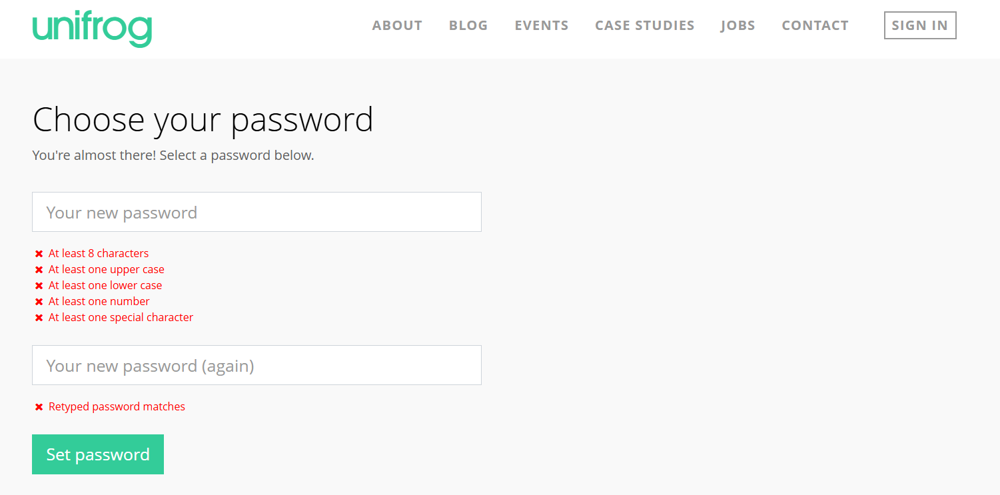 unifrog
ABOUT BLOG EVENTS CASE STUDIES JOBS CONTACT SIGN IN
Choose your password
You're almost there! Select a password below.
Your new password
At least 8 characters
At least one upper case
At least one lower case
At least one number
At least one special character
Your new password (again)
Retyped password matches
Set password